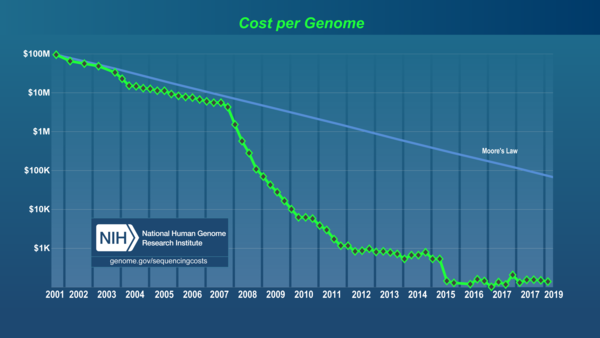 Cost per Genome
$100M
$10M
$1M
$100K
$10K
$1K
Moore's Law
NIH
National Human Genome
Research Institute
genome.gov/sequencingcosts
2001 2002 2003 2004 2005 2006 2007 2008 2009 2010 2011 2012 2013 2014 2015 2016 2017 2017 2019